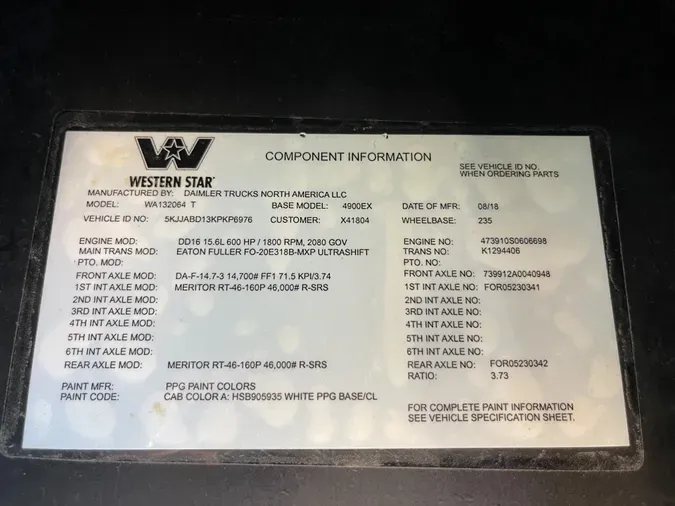 WESTERN STAR
COMPONENT INFORMATION
SEE VEHICLE ID NO.
WHEN ORDERING PARTS
MANUFACTURED BY: DAIMLER TRUCKS NORTH AMERICA LLC
MODEL: WA132064 T BASE MODEL: 4900EX DATE OF MFR: 08/18
VEHICLE ID NO: 5KJJABD13KPKP6976 CUSTOMER: X41804 WHEELBASE: 235
ENGINE MOD: DD16 15.6L 600 HP / 1800 RPM, 2080 GOV ENGINE NO: 473910S0606698
MAIN TRANS MOD: EATON FULLER FO-20E318B-MXP ULTRASHIFT TRANS NO: K1294406
PTO. MOD: PTO. NO:
FRONT AXLE MOD: DA-F-14.7-3 14,700# FF1 71.5 KPI/3.74 FRONT AXLE NO: 739912A0040948
1ST INT AXLE MOD: MERITOR RT-46-160P 46,000# R-SRS 1ST INT AXLE NO: FOR05230341
2ND INT AXLE MOD: 2ND INT AXLE NO:
3RD INT AXLE MOD: 3RD INT AXLE NO:
4TH INT AXLE MOD: 4TH INT AXLE NO:
5TH INT AXLE MOD: 5TH INT AXLE NO:
6TH INT AXLE MOD: 6TH INT AXLE NO:
REAR AXLE MOD: MERITOR RT-46-160P 46,000# R-SRS REAR AXLE NO: FOR05230342
RATIO: 3.73
PAINT MFR: PPG PAINT COLORS
PAINT CODE: CAB COLOR A: HSB905935 WHITE PPG BASE/CL
FOR COMPLETE PAINT INFORMATION
SEE VEHICLE SPECIFICATION SHEET.